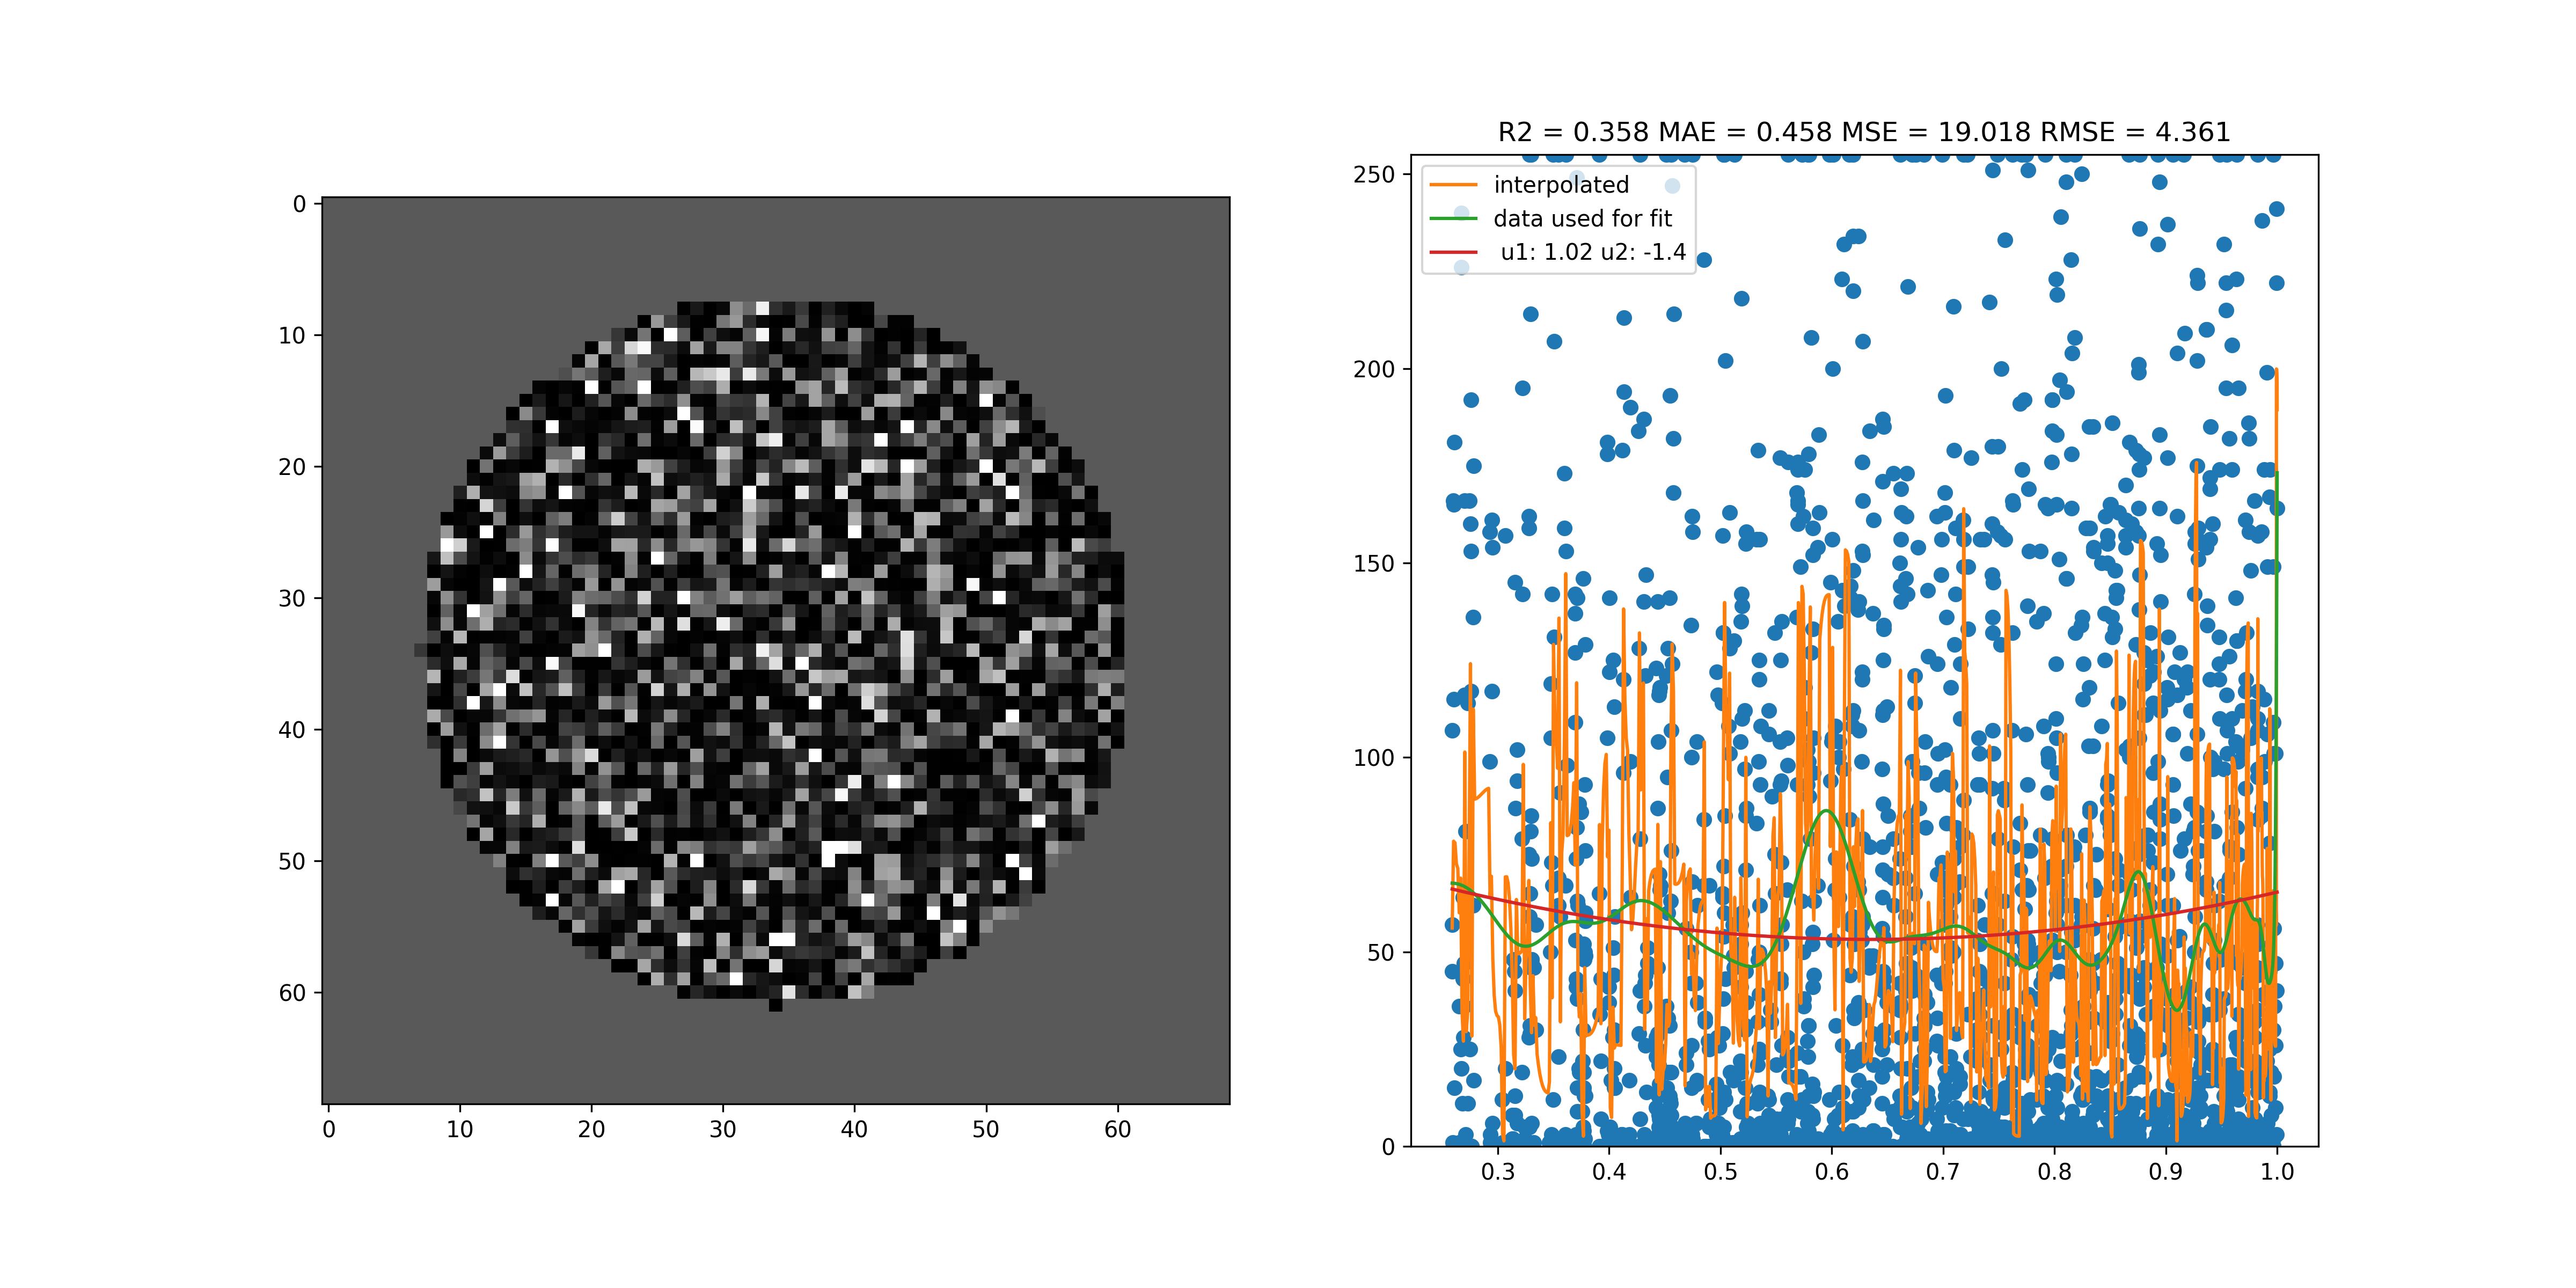 0
10
20
30
40
50
60
0 10 20 30 40 50 60
R2 = 0.358 MAE = 0.458 MSE = 19.018 RMSE = 4.361
250
200
150
100
50
0
interpolated
data used for fit
u1: 1.02 u2: -1.4
0.3 0.4 0.5 0.6 0.7 0.8 0.9 1.0